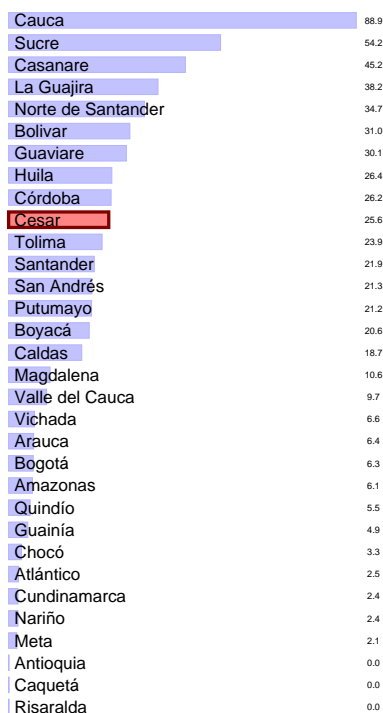 Cauca 88.9
Sucre 54.2
Casanare 45.2
La Guajira 38.2
Norte de Santander 34.7
Bolivar 31.0
Guaviare 30.1
Huila 26.4
Córdoba 26.2
Cesar 25.6
Tolima 23.9
Santander 21.9
San Andrés 21.3
Putumayo 21.2
Boyacá 20.6
Caldas 18.7
Magdalena 10.6
Valle del Cauca 9.7
Vichada 6.6
Arauca 6.4
Bogotá 6.3
Amazonas 6.1
Quindío 5.5
Guainía 4.9
Chocó 3.3
Atlántico 2.5
Cundinamarca 2.4
Nariño 2.4
Meta 2.1
Antioquia 0.0
Caquetá 0.0
Risaralda 0.0